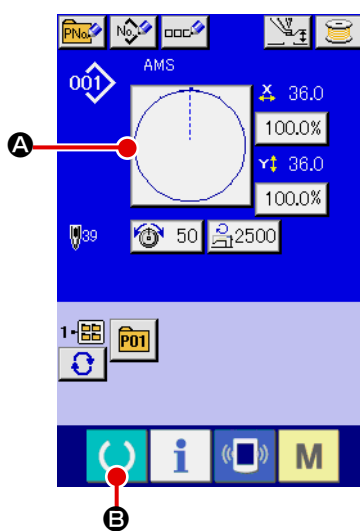 PNo. No.
AMS
001
X 36.0
A
100.0%
Y 36.0
100.0%
39 50 2500
1
P01
i M
B